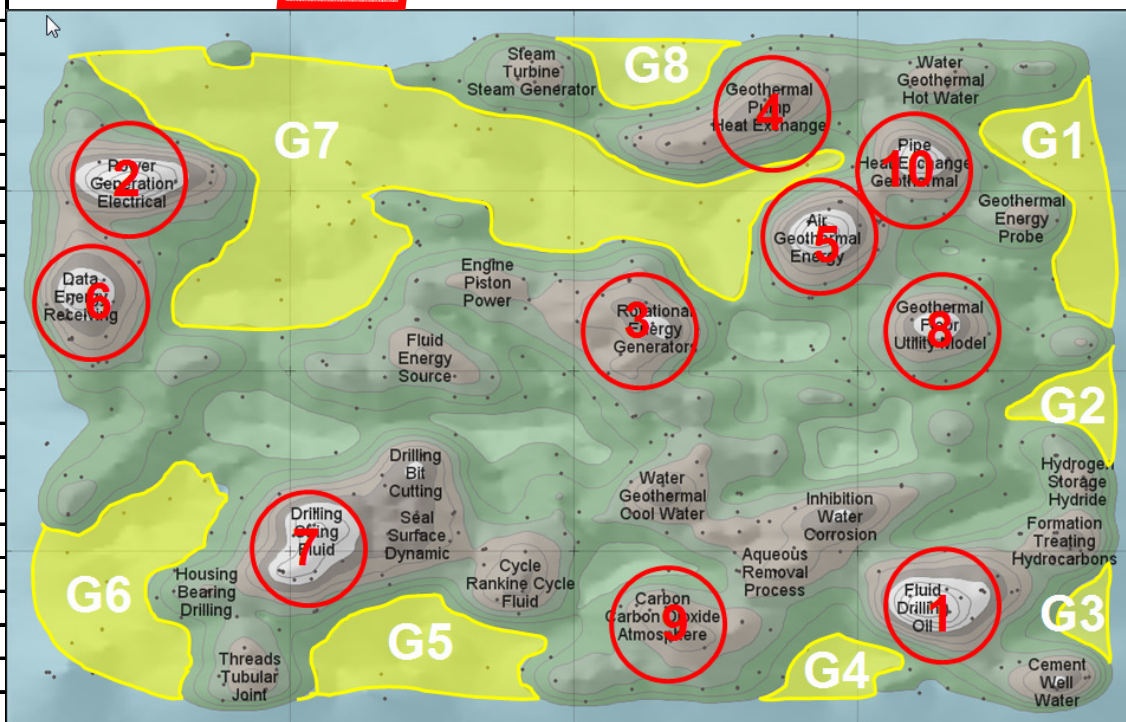 Steam
Turbine
Steam Generator
G8
Geothermal
Pump
Heat Exchange
4
Water
Geothermal
Hot Water
G7
G1
Pipe
Heat Exchange
Geothermal
10
Power
Generation
Electrical
2
Geothermal
Energy
Probe
Air
Geothermal
Energy
5
Data
Energy
Receiving
6
Engine
Piston
Power
Rotational
Energy
Generators
3
Geothermal
Floor
Utility Model
8
Fluid
Energy
Source
G2
Drilling
Bit
Cutting
Water
Geothermal
Cool Water
Hydrogen
Storage
Hydride
Inhibition
Water
Corrosion
Drilling
Fluid
7
Seal
Surface
Dynamic
Formation
Treating
Hydrocarbons
Aqueous
Removal
Process
Cycle
Rankine Cycle
Fluid
Housing
Bearing
Drilling
G6
Carbon
Carbon Dioxide
Atmosphere
9
Fluid
Drilling
Oil
1
G3
G5
G4
Threads
Tubular
Joint
Cement
Well
Water